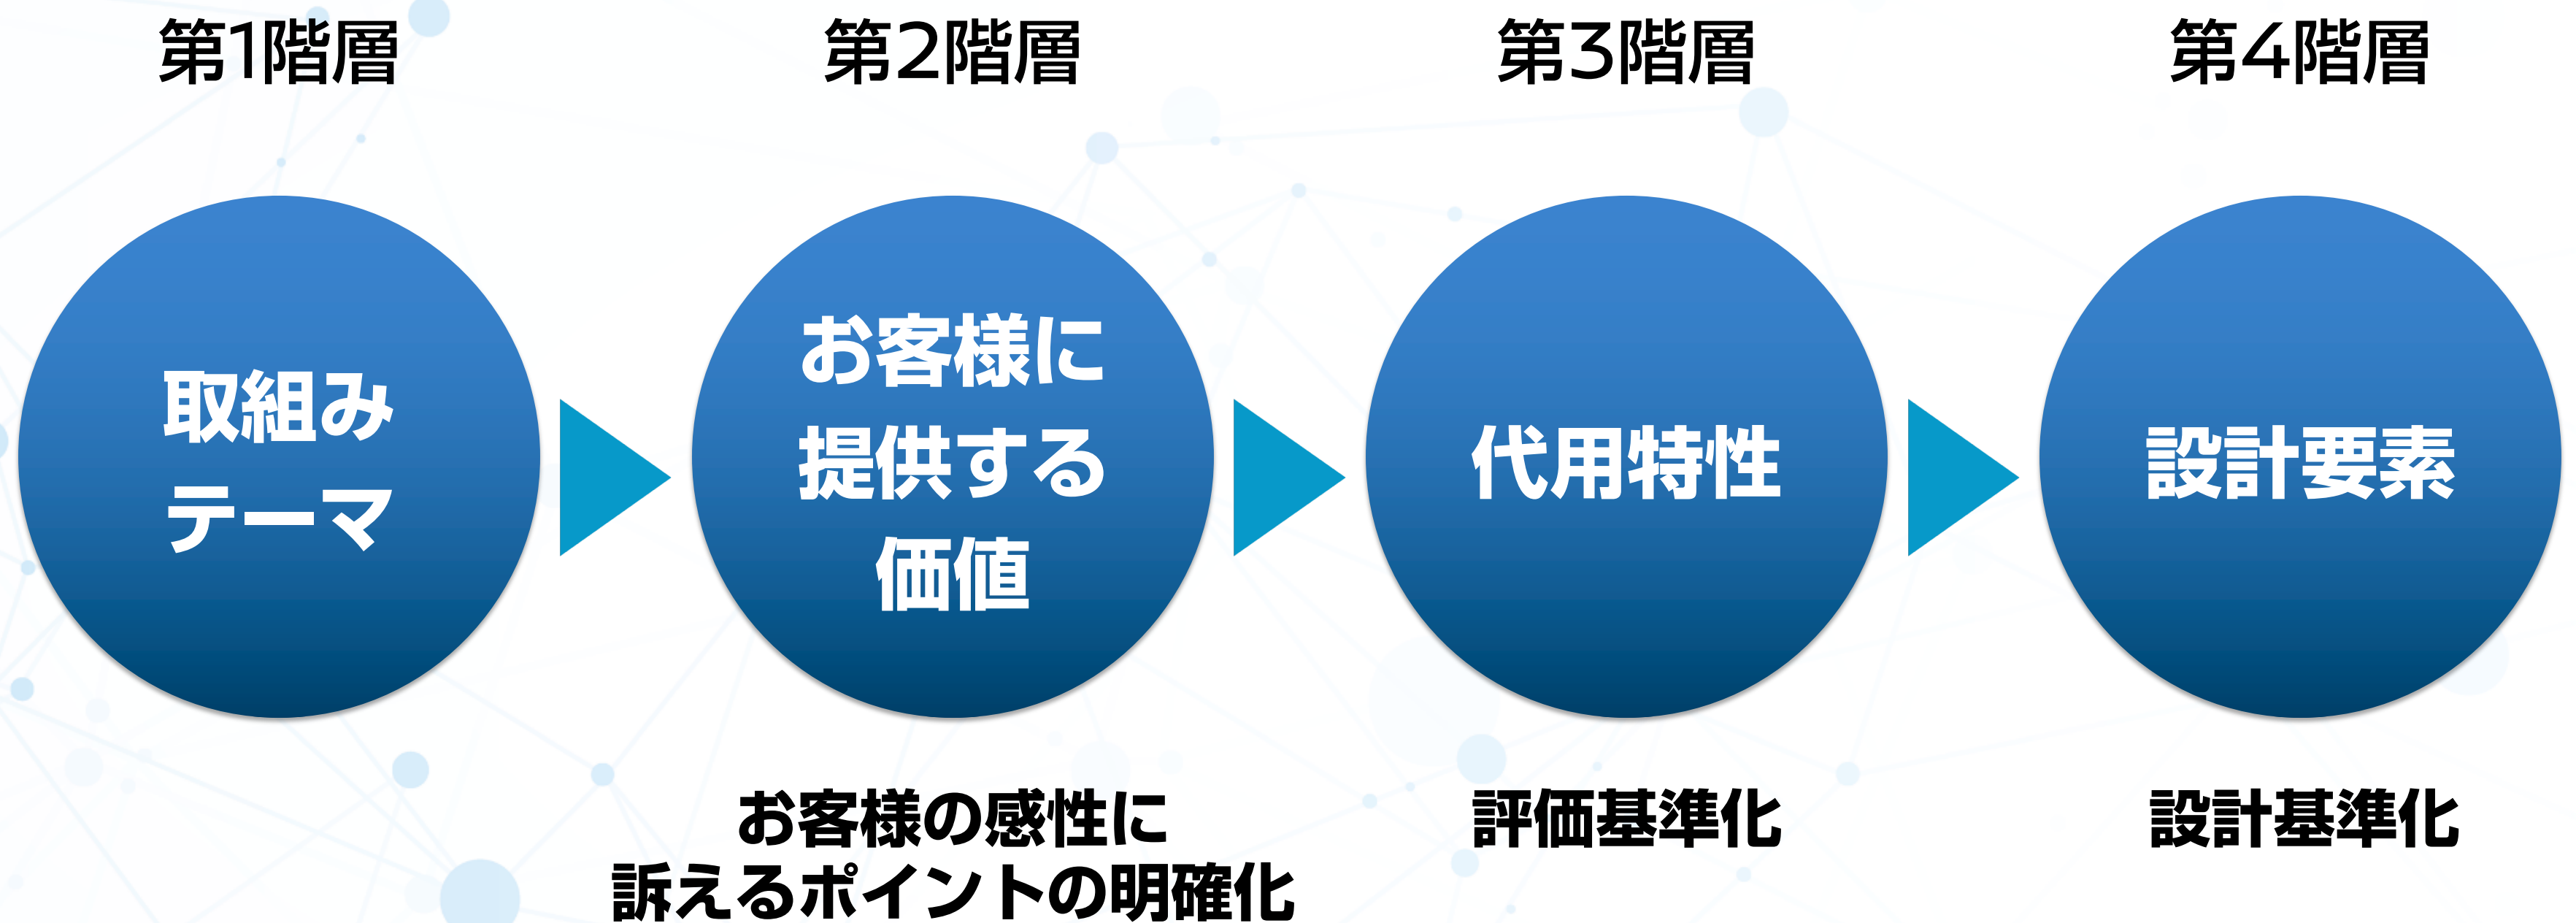 第1階層
第2階層
第3階層
第4階層
取組み
テーマ
お客様に
提供する
価値
代用特性
設計要素
お客様の感性に
訴えるポイントの明確化
評価基準化
設計基準化